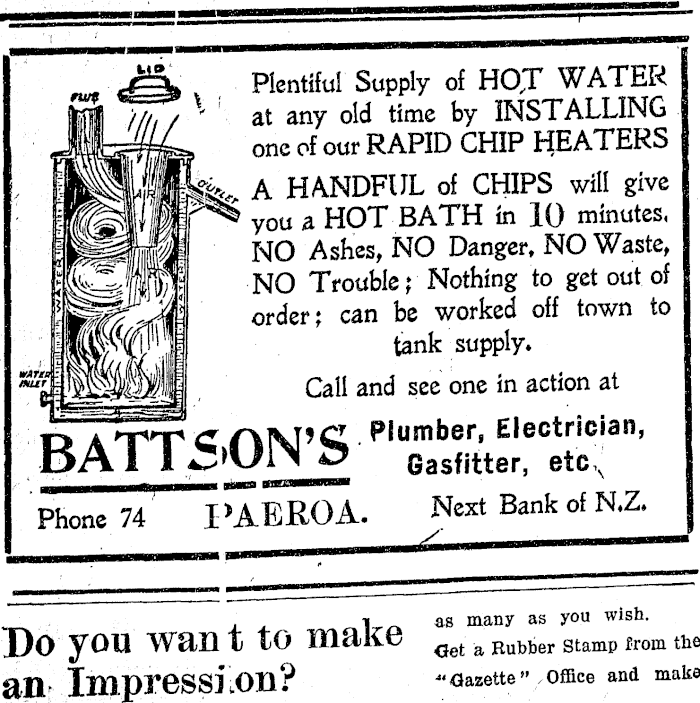 LID
FLUE
AIR
OUTLET
WATER
WATER INLET
Plentiful Supply of HOT WATER
at any old time by INSTALLING
one of our RAPID CHIP HEATERS
A HANDFUL of CHIPS will give
you a HOT BATH in 10 minutes.
NO Ashes, NO Danger, NO Waste,
NO Trouble; Nothing to get out of
order; can be worked off town to
tank supply.
Call and see one in action at
BATTSON'S
Plumber, Electrician,
Gasfitter, etc.
Phone 74 PAEROA.
Next Bank of N.Z.
Do you want to make
an Impression?
as many as you wish.
Get a Rubber Stamp from the
"Gazette" Office and make